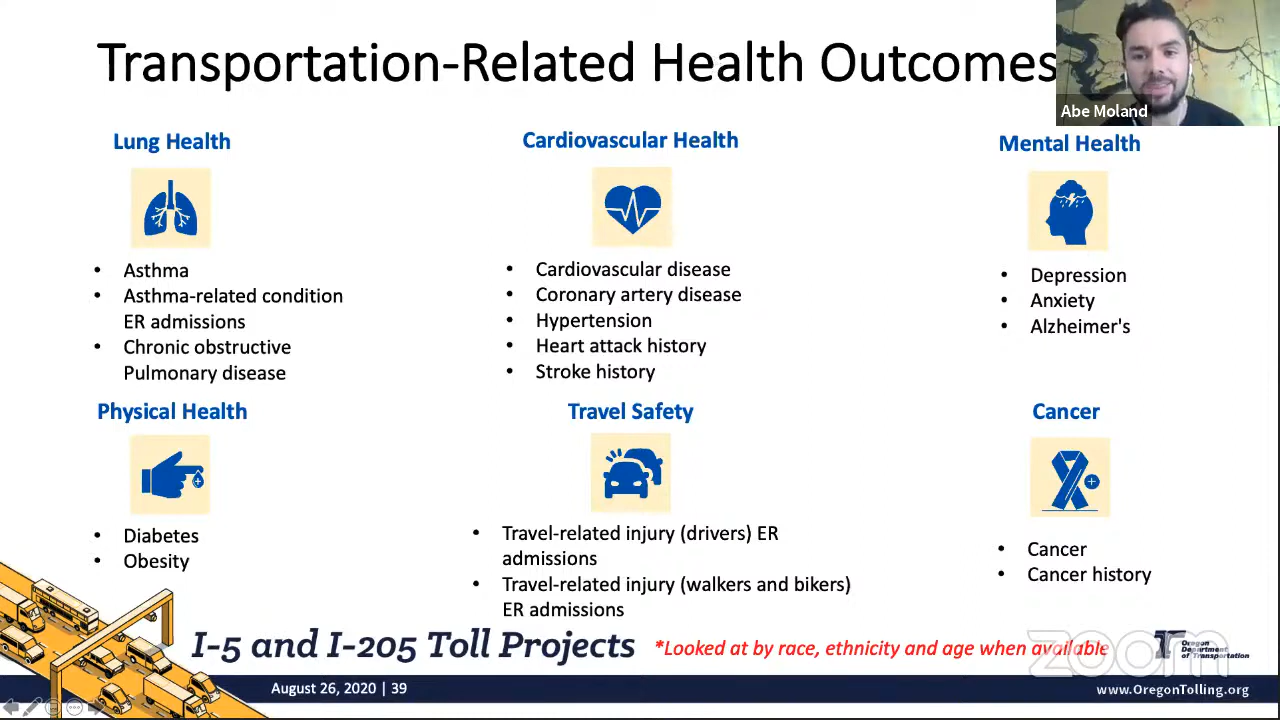 Transportation-Related Health Outcomes
Abe Moland
Lung Health
Asthma
Asthma-related condition
ER admissions
Chronic obstructive
Pulmonary disease
Cardiovascular Health
Cardiovascular disease
Coronary artery disease
Hypertension
Heart attack history
Stroke history
Mental Health
Depression
Anxiety
Alzheimer's
Physical Health
Diabetes
Obesity
Travel Safety
Travel-related injury (drivers) ER
admissions
Travel-related injury (walkers and bikers)
ER admissions
Cancer
Cancer
Cancer history
I-5 and I-205 Toll Projects
*Looked at by race, ethnicity and age when available
zoom
Oregon
Department
of Transportation
August 26, 2020 | 39
www.OregonTolling.org